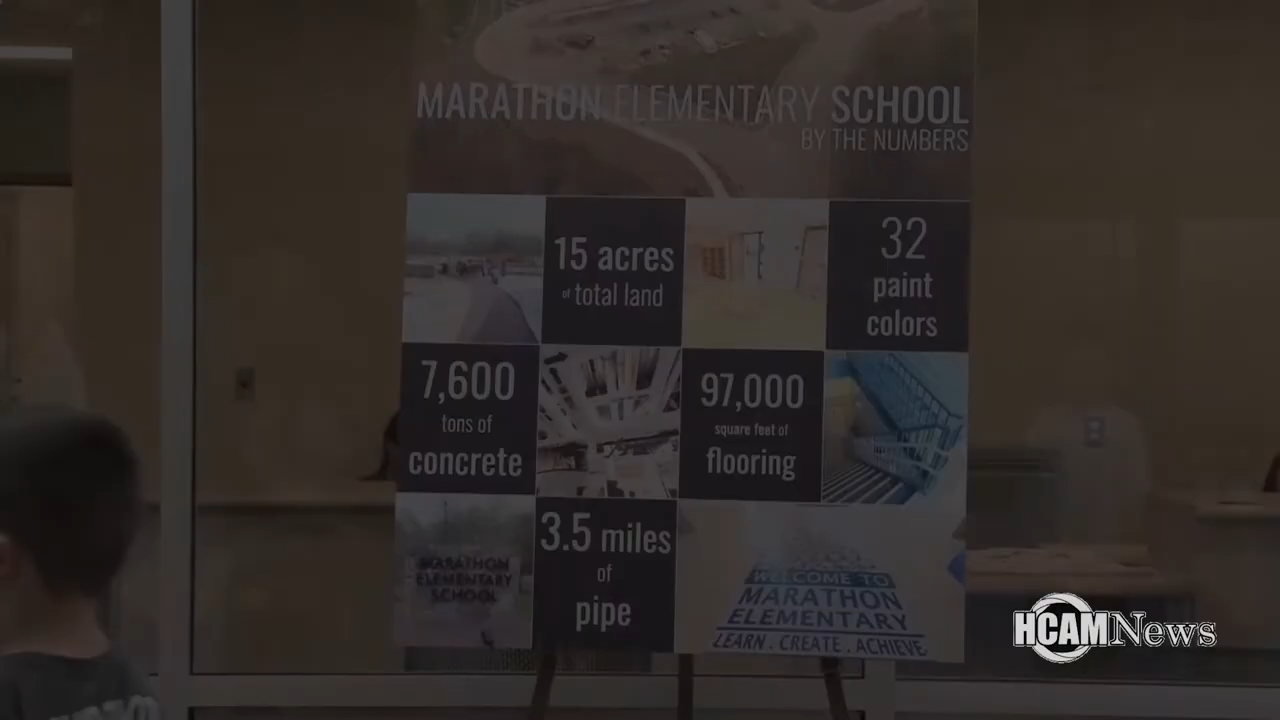 MARATHON ELEMENTARY SCHOOL
BY THE NUMBERS
15 acres
of total land
32
paint
colors
7,600
tons of
concrete
97,000
square feet of
flooring
MARATHON
ELEMENTARY
SCHOOL
3.5 miles
of
pipe
WELCOME TO
MARATHON
ELEMENTARY
LEARN . CREATE . ACHIEVE
HCAMNews